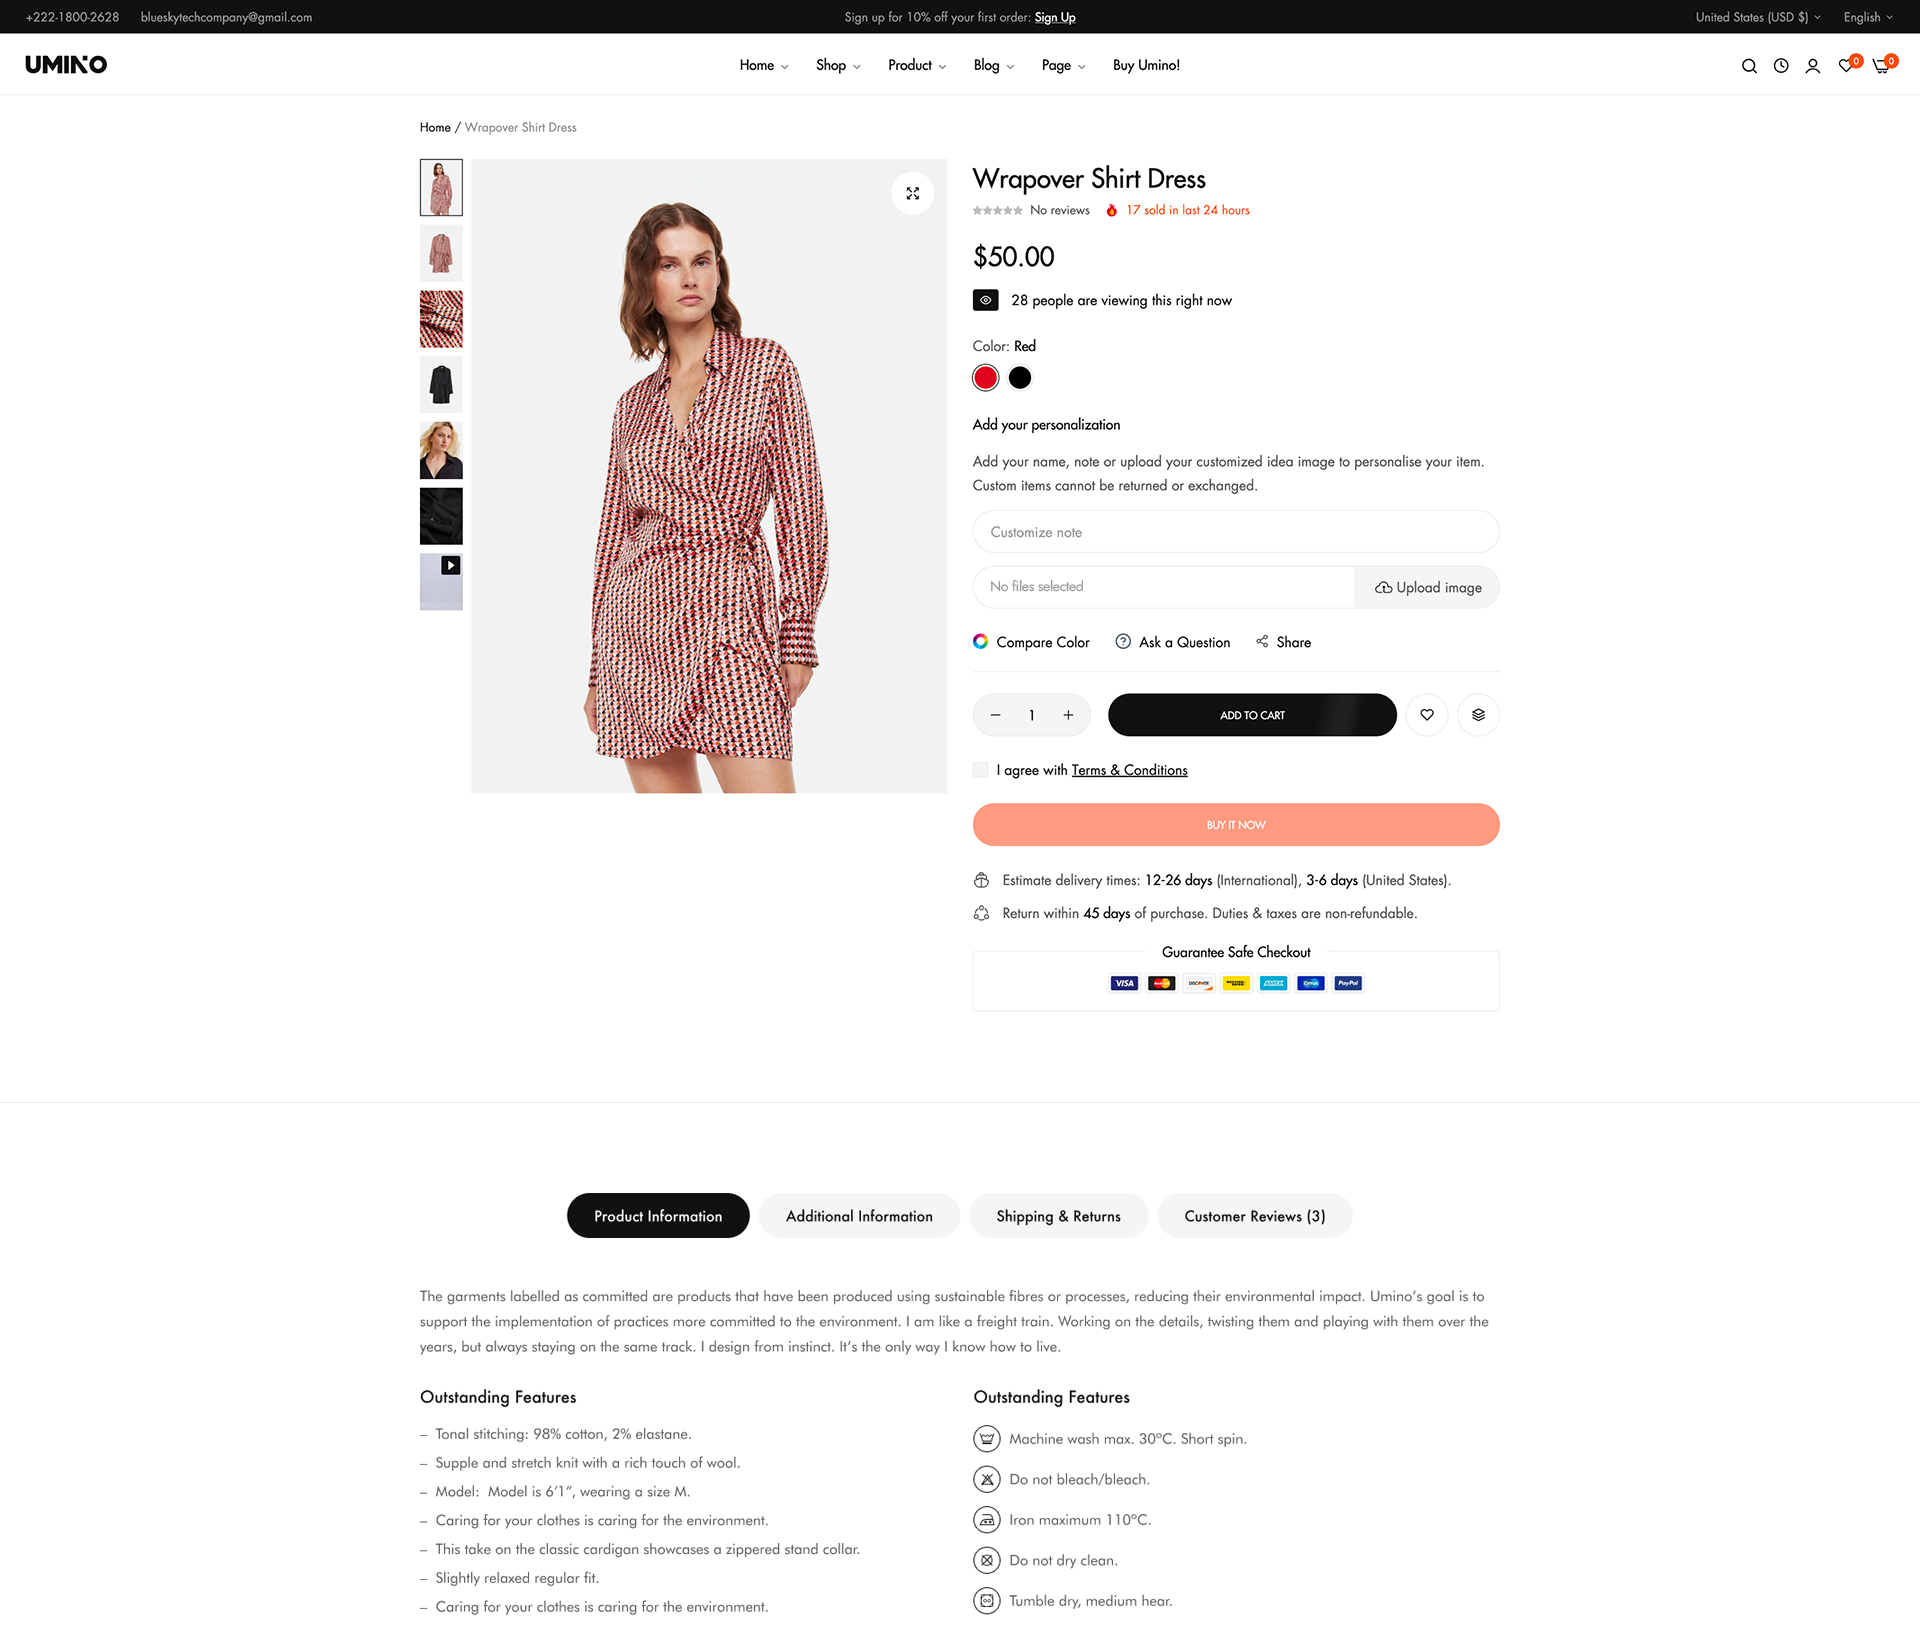 +222-1800-2628 blueskytechcompany@gmail.com Sign up for 10% off your first order: Sign Up United States (USD $) English
UMINO Home Shop Product Blog Page Buy Umino! 0 0
Home / Wrapover Shirt Dress
Wrapover Shirt Dress
No reviews 17 sold in last 24 hours
$50.00
28 people are viewing this right now
Color: Red
Add your personalization
Add your name, note or upload your customized idea image to personalise your item.
Custom items cannot be returned or exchanged.
Customize note
No files selected Upload image
Compare Color Ask a Question Share
1 ADD TO CART
I agree with Terms & Conditions
BUY IT NOW
Estimate delivery times: 12-26 days (International), 3-6 days (United States).
Return within 45 days of purchase. Duties & taxes are non-refundable.
Guarantee Safe Checkout
VISA DISCOVER Cirrus PayPal
Product Information Additional Information Shipping & Returns Customer Reviews (3)
The garments labelled as committed are products that have been produced using sustainable fibres or processes, reducing their environmental impact. Umino's goal is to
support the implementation of practices more committed to the environment. I am like a freight train. Working on the details, twisting them and playing with them over the
years, but always staying on the same track. I design from instinct. It's the only way I know how to live.
Outstanding Features
– Tonal stitching: 98% cotton, 2% elastane.
– Supple and stretch knit with a rich touch of wool.
– Model: Model is 6'1", wearing a size M.
– Caring for your clothes is caring for the environment.
– This take on the classic cardigan showcases a zippered stand collar.
– Slightly relaxed regular fit.
– Caring for your clothes is caring for the environment.
Outstanding Features
Machine wash max. 30ºC. Short spin.
Do not bleach/bleach.
Iron maximum 110ºC.
Do not dry clean.
Tumble dry, medium hear.